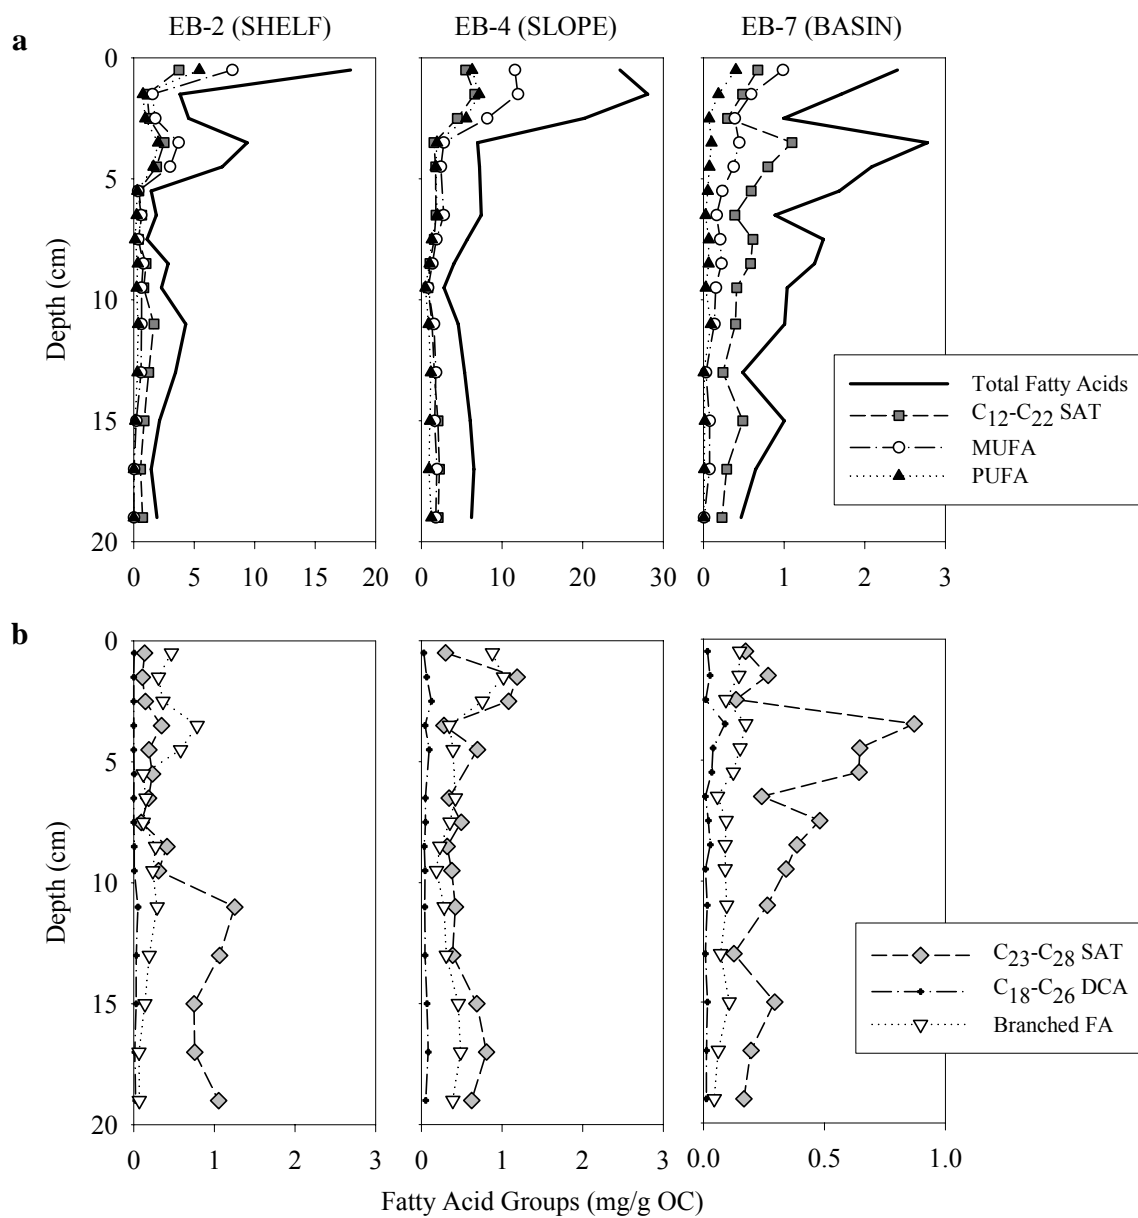 a
EB-2 (SHELF) EB-4 (SLOPE) EB-7 (BASIN)
Depth (cm)
0
5
10
15
20
0 5 10 15 20
0 10 20 30
0 1 2 3
Total Fatty Acids
C12-C22 SAT
MUFA
PUFA
b
Depth (cm)
0
5
10
15
20
0 1 2 3
0 1 2 3
0.0 0.5 1.0
C23-C28 SAT
C18-C26 DCA
Branched FA
Fatty Acid Groups (mg/g OC)